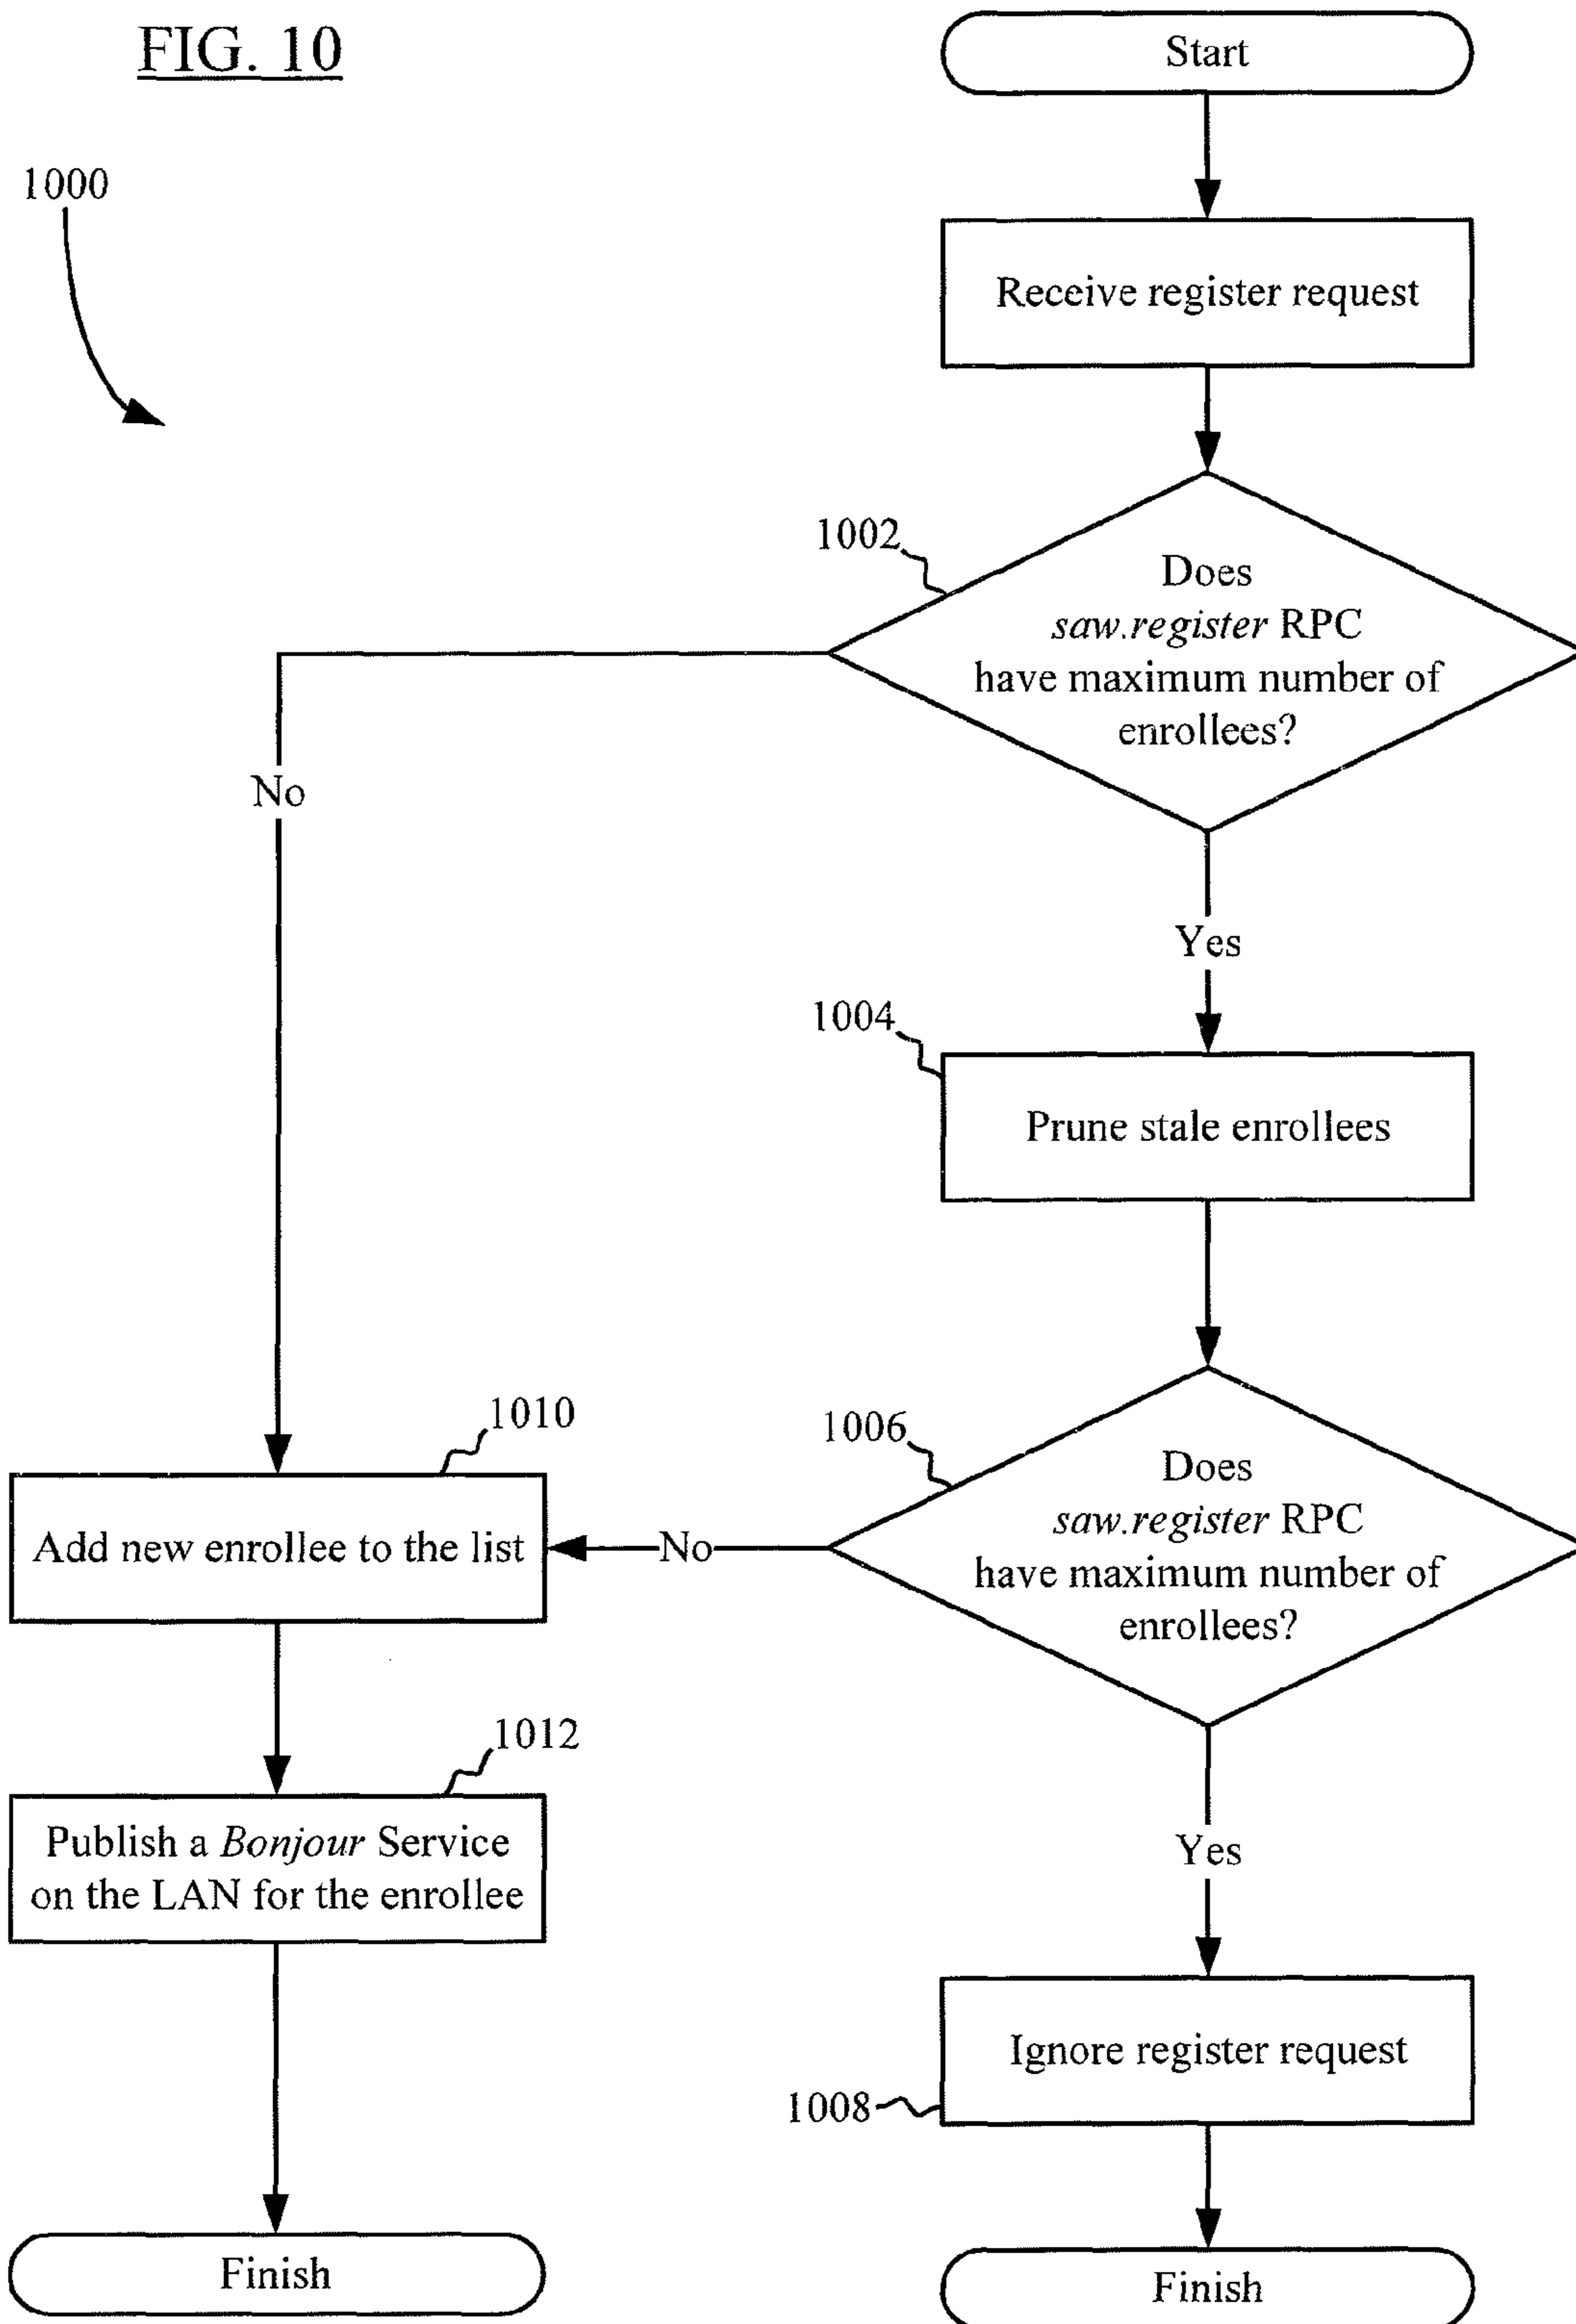 FIG. 10
Start
1000
Receive register request
1002
Does
saw.register RPC
have maximum number of
enrollees?
No
Yes
1004
Prune stale enrollees
1010
1006
Does
saw.register RPC
have maximum number of
enrollees?
Add new enrollee to the list
No
1012
Publish a Bonjour Service
on the LAN for the enrollee
Yes
Ignore register request
1008
Finish
Finish